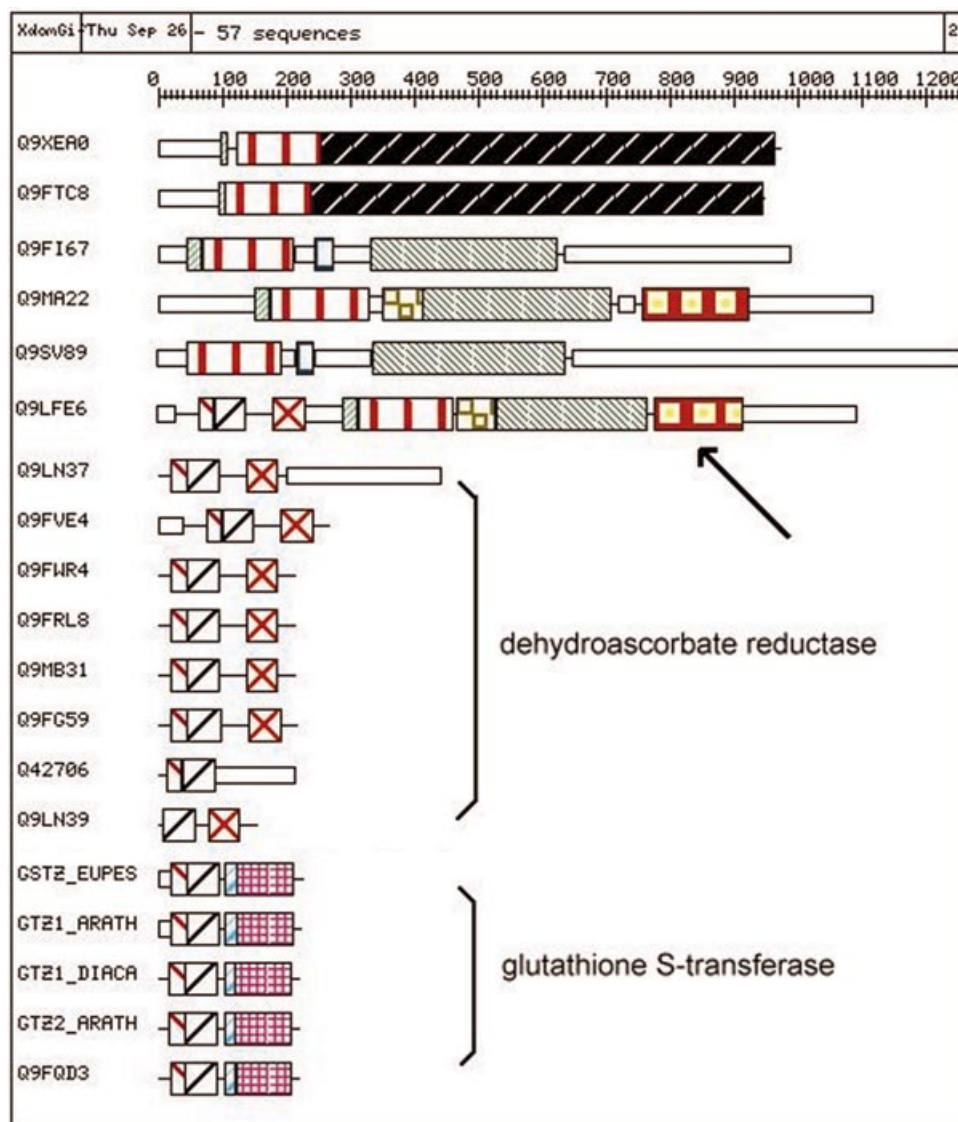 XdomGi Thu Sep 26 - 57 sequences 2
0 100 200 300 400 500 600 700 800 900 1000 1100 1200
Q9XEA0
Q9FTC8
Q9FI67
Q9MA22
Q9SV89
Q9LFE6
Q9LN37
Q9FVE4
Q9FWR4
Q9FRL8
dehydroascorbate reductase
Q9MB31
Q9FG59
Q42706
Q9LN39
GSTZ_EUPES
GTZ1_ARATH
glutathione S-transferase
GTZ1_DIACA
GTZ2_ARATH
Q9FQD3